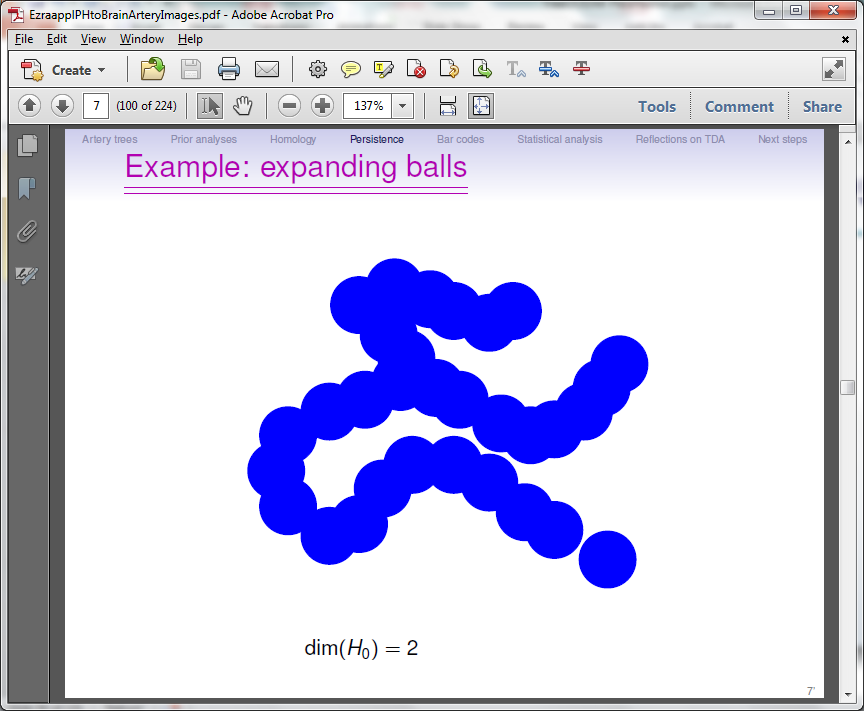 EzraapplPHtoBrainArteryImages.pdf - Adobe Acrobat Pro
File Edit View Window Help
Create
7 (100 of 224) 137% Tools Comment Share
Artery trees Prior analyses Homology Persistence Bar codes Statistical analysis Reflections on TDA Next steps
Example: expanding balls
dim(H₀) = 2
7'